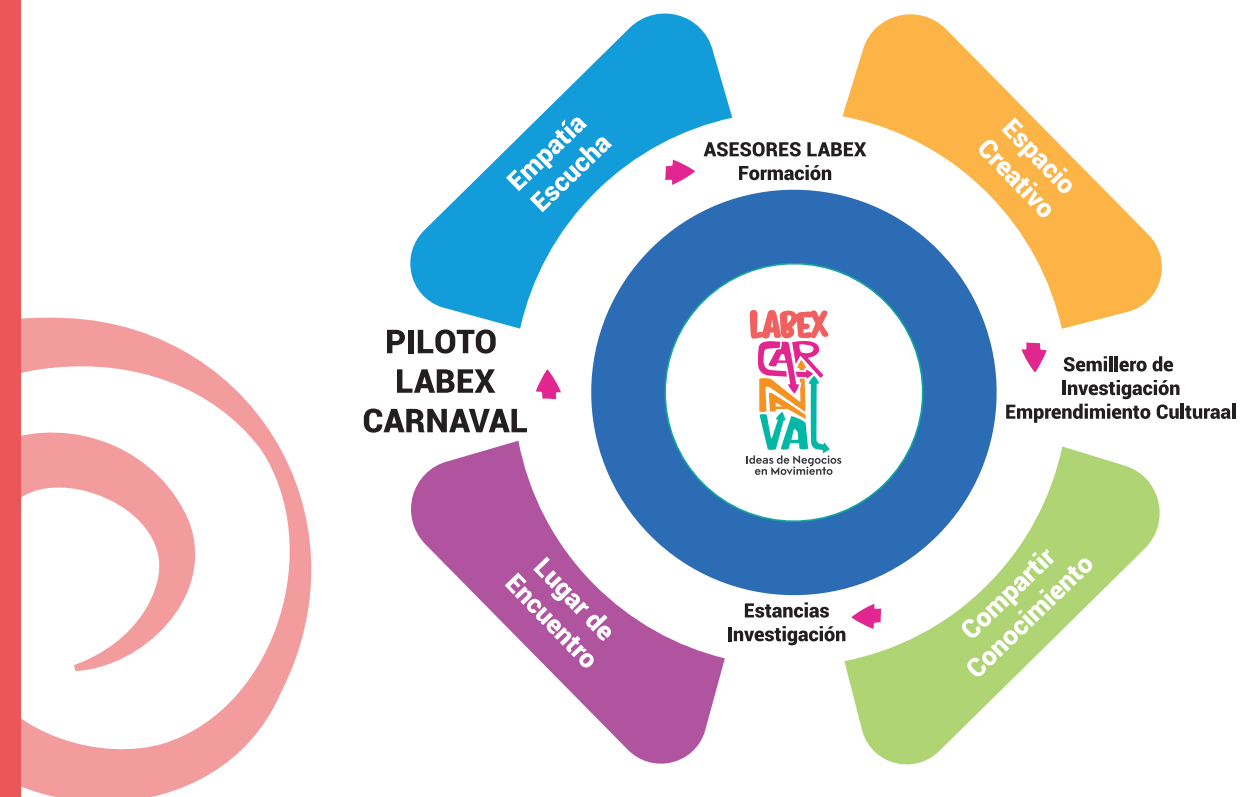 Empatía
Escucha
ASESORES LABEX
Formación
Espacio
Creativo
PILOTO
LABEX
CARNAVAL
LABEX
CAR
NA
VAL
Ideas de Negocios
en Movimiento
Semillero de
Investigación
Emprendimiento Culturaal
Lugar de
Encuentro
Estancias
Investigación
Compartir
Conocimiento